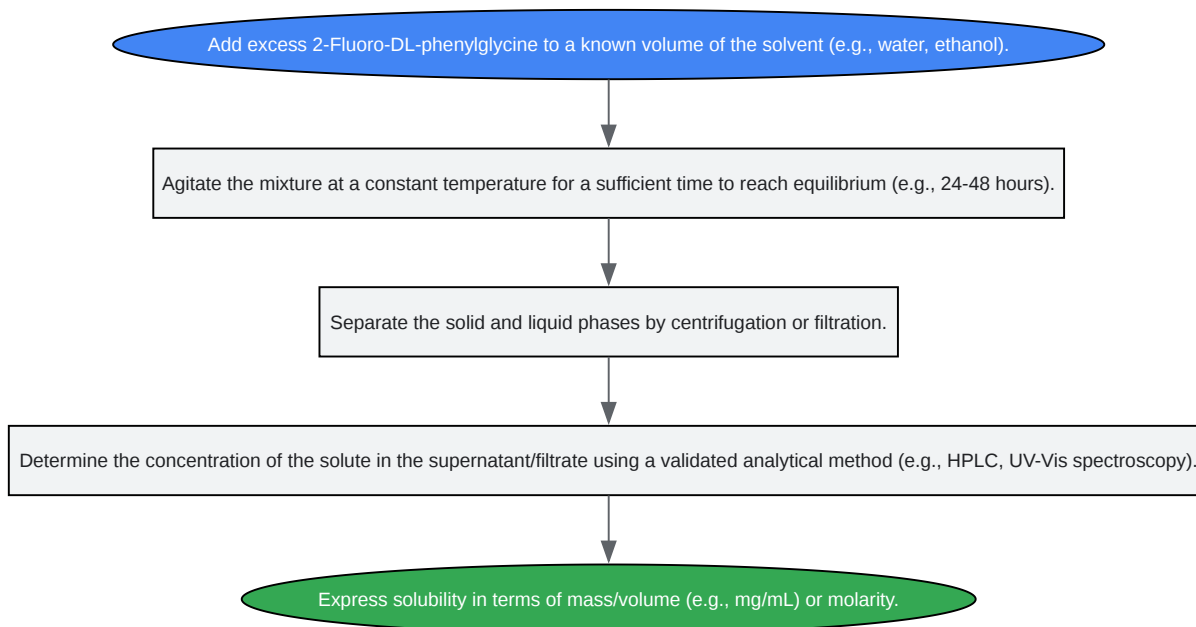 Add excess 2-Fluoro-DL-phenylglycine to a known volume of the solvent (e.g., water, ethanol).
Agitate the mixture at a constant temperature for a sufficient time to reach equilibrium (e.g., 24-48 hours).
Separate the solid and liquid phases by centrifugation or filtration.
Determine the concentration of the solute in the supernatant/filtrate using a validated analytical method (e.g., HPLC, UV-Vis spectroscopy).
Express solubility in terms of mass/volume (e.g., mg/mL) or molarity.